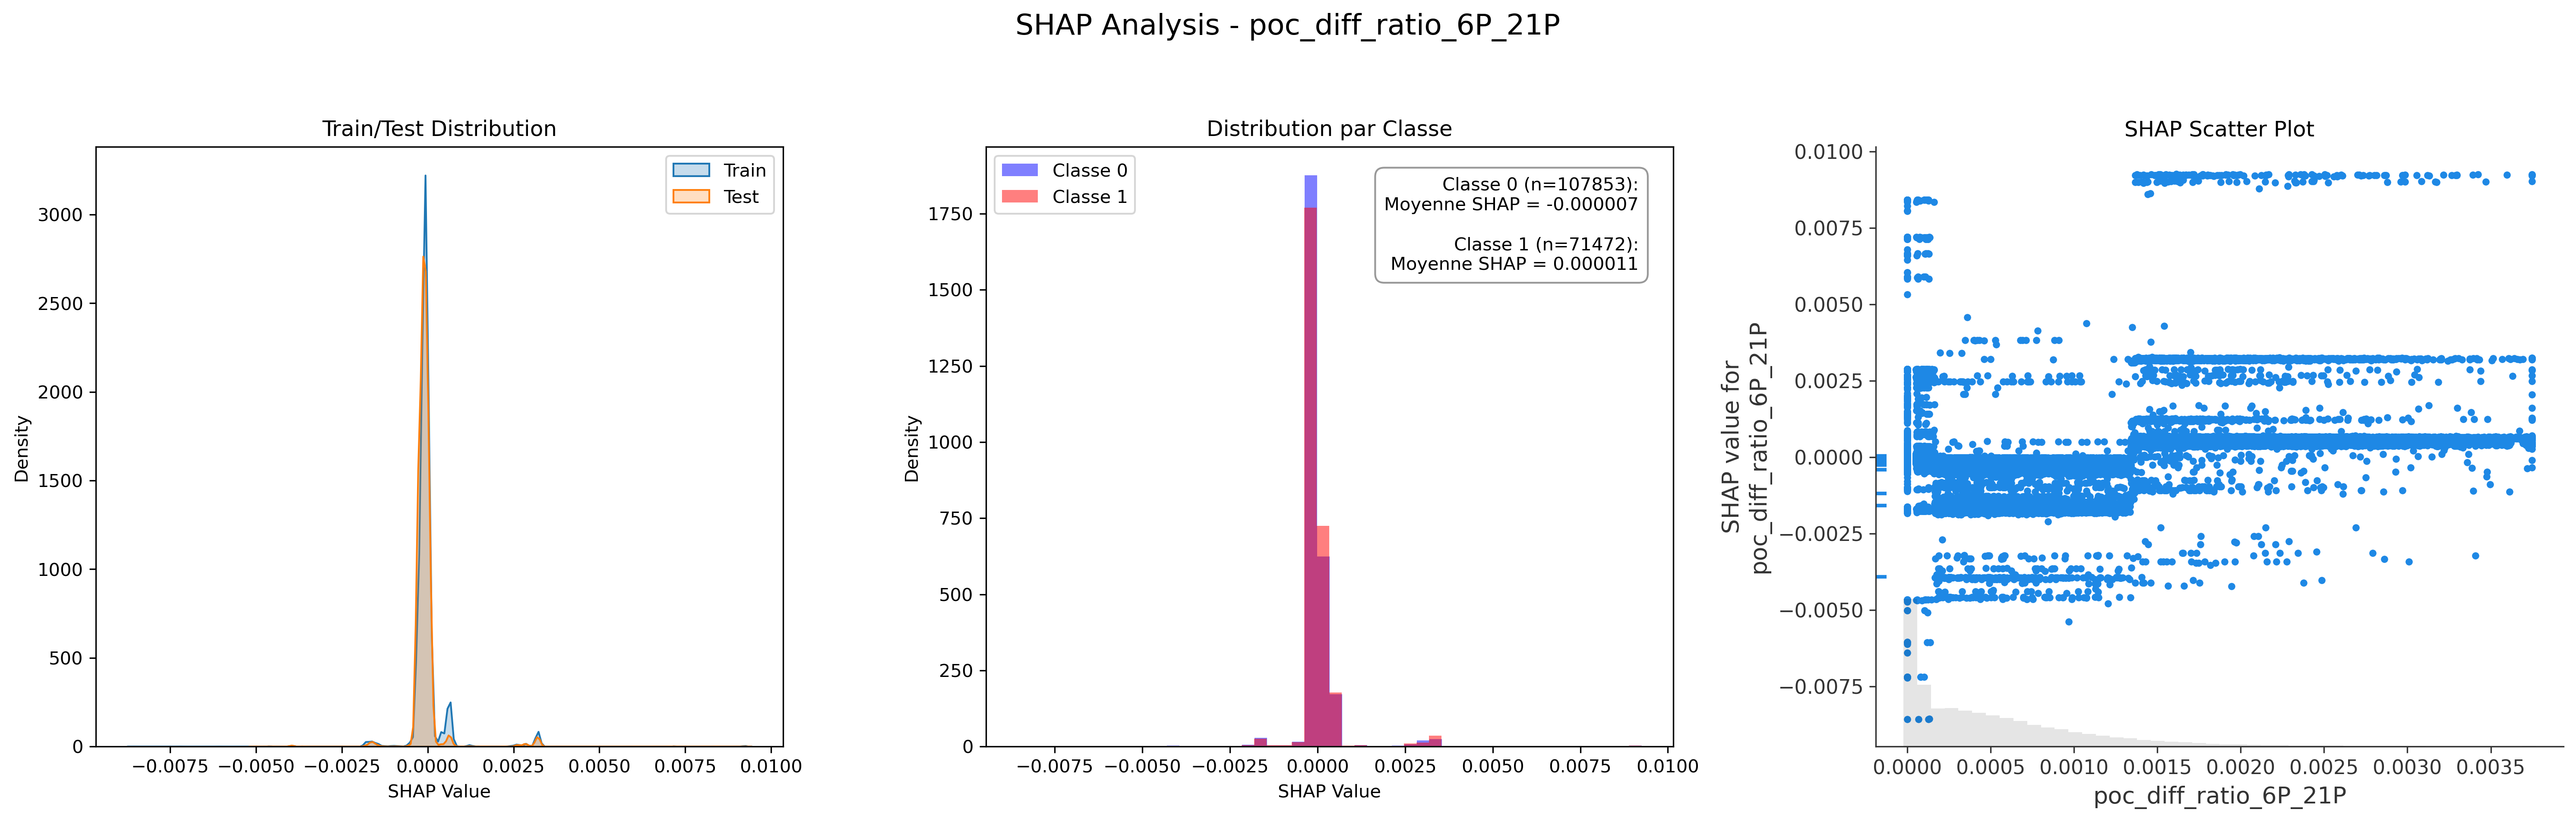 SHAP Analysis - poc_diff_ratio_6P_21P
Train/Test Distribution
Train
Test
3000
2500
2000
1500
1000
500
0
Density
−0.0075
−0.0050
−0.0025
0.0000
0.0025
0.0050
0.0075
0.0100
SHAP Value
Distribution par Classe
Classe 0
Classe 1
Classe 0 (n=107853):
Moyenne SHAP = -0.000007
Classe 1 (n=71472):
Moyenne SHAP = 0.000011
1750
1500
1250
1000
750
500
250
0
Density
−0.0075
−0.0050
−0.0025
0.0000
0.0025
0.0050
0.0075
0.0100
SHAP Value
SHAP Scatter Plot
0.0100
0.0075
0.0050
0.0025
0.0000
−0.0025
−0.0050
−0.0075
SHAP value for
poc_diff_ratio_6P_21P
0.0000
0.0005
0.0010
0.0015
0.0020
0.0025
0.0030
0.0035
poc_diff_ratio_6P_21P